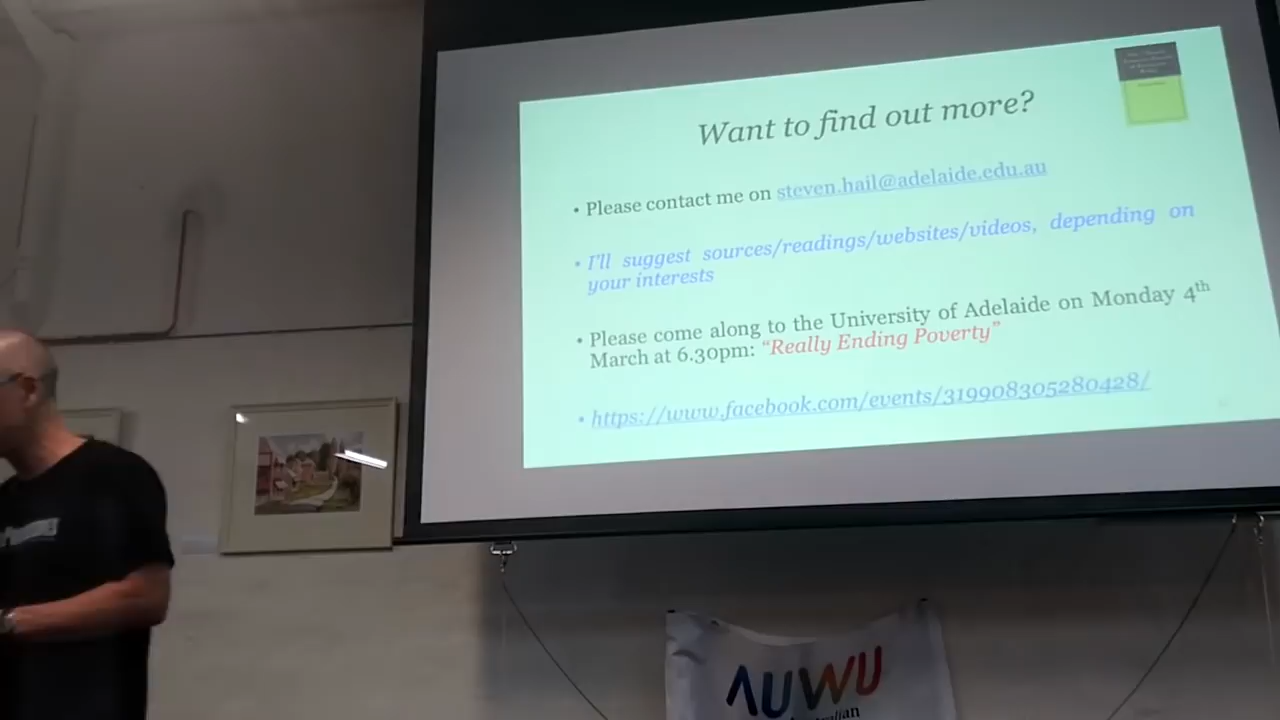 Want to find out more?
• Please contact me on steven.hail@adelaide.edu.au
• I'll suggest sources/readings/websites/videos, depending on
your interests
• Please come along to the University of Adelaide on Monday 4th
March at 6.30pm: “Really Ending Poverty”
• https://www.facebook.com/events/319908305280428/
AUWU